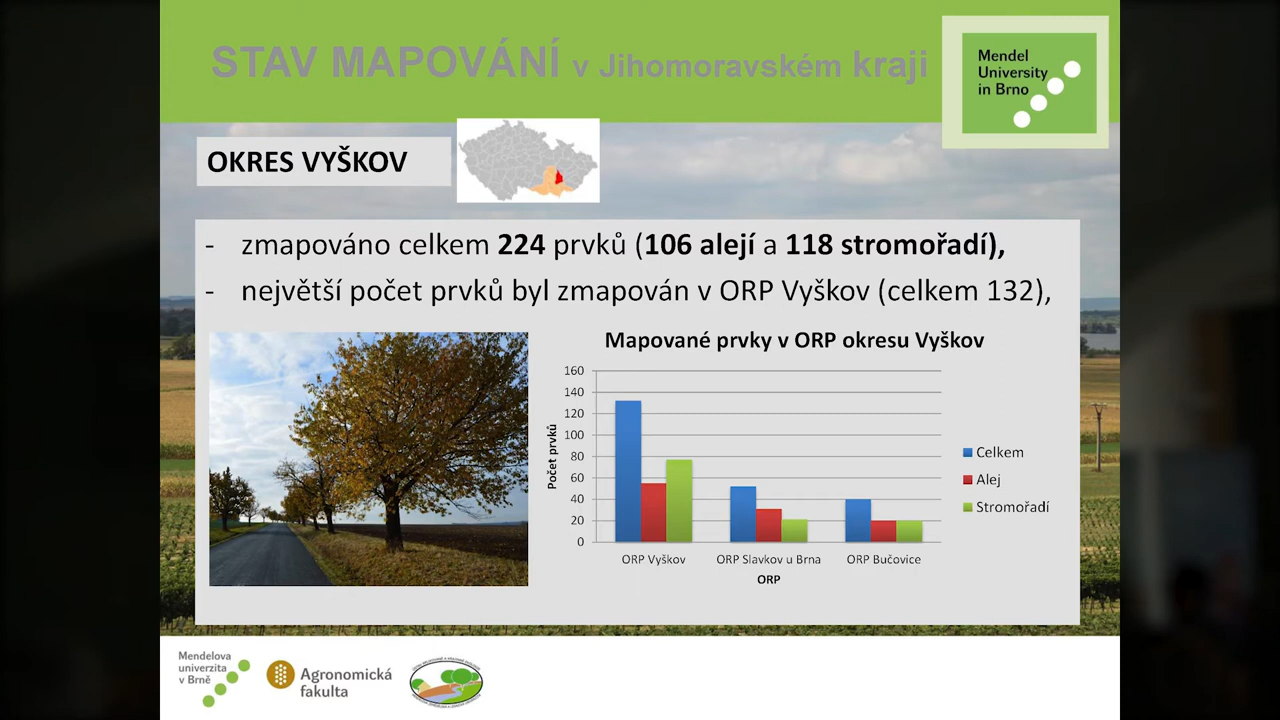 STAV MAPOVÁNÍ v Jihomoravském kraji
Mendel
University
in Brno
OKRES VYŠKOV
- zmapováno celkem 224 prvků (106 alejí a 118 stromořadí),
- největší počet prvků byl zmapován v ORP Vyškov (celkem 132),
Mapované prvky v ORP okresu Vyškov
Počet prvků
160
140
120
100
80
60
40
20
0
ORP Vyškov ORP Slavkov u Brna ORP Bučovice
ORP
Celkem
Alej
Stromořadí
Mendelova
univerzita
v Brně
Agronomická
fakulta